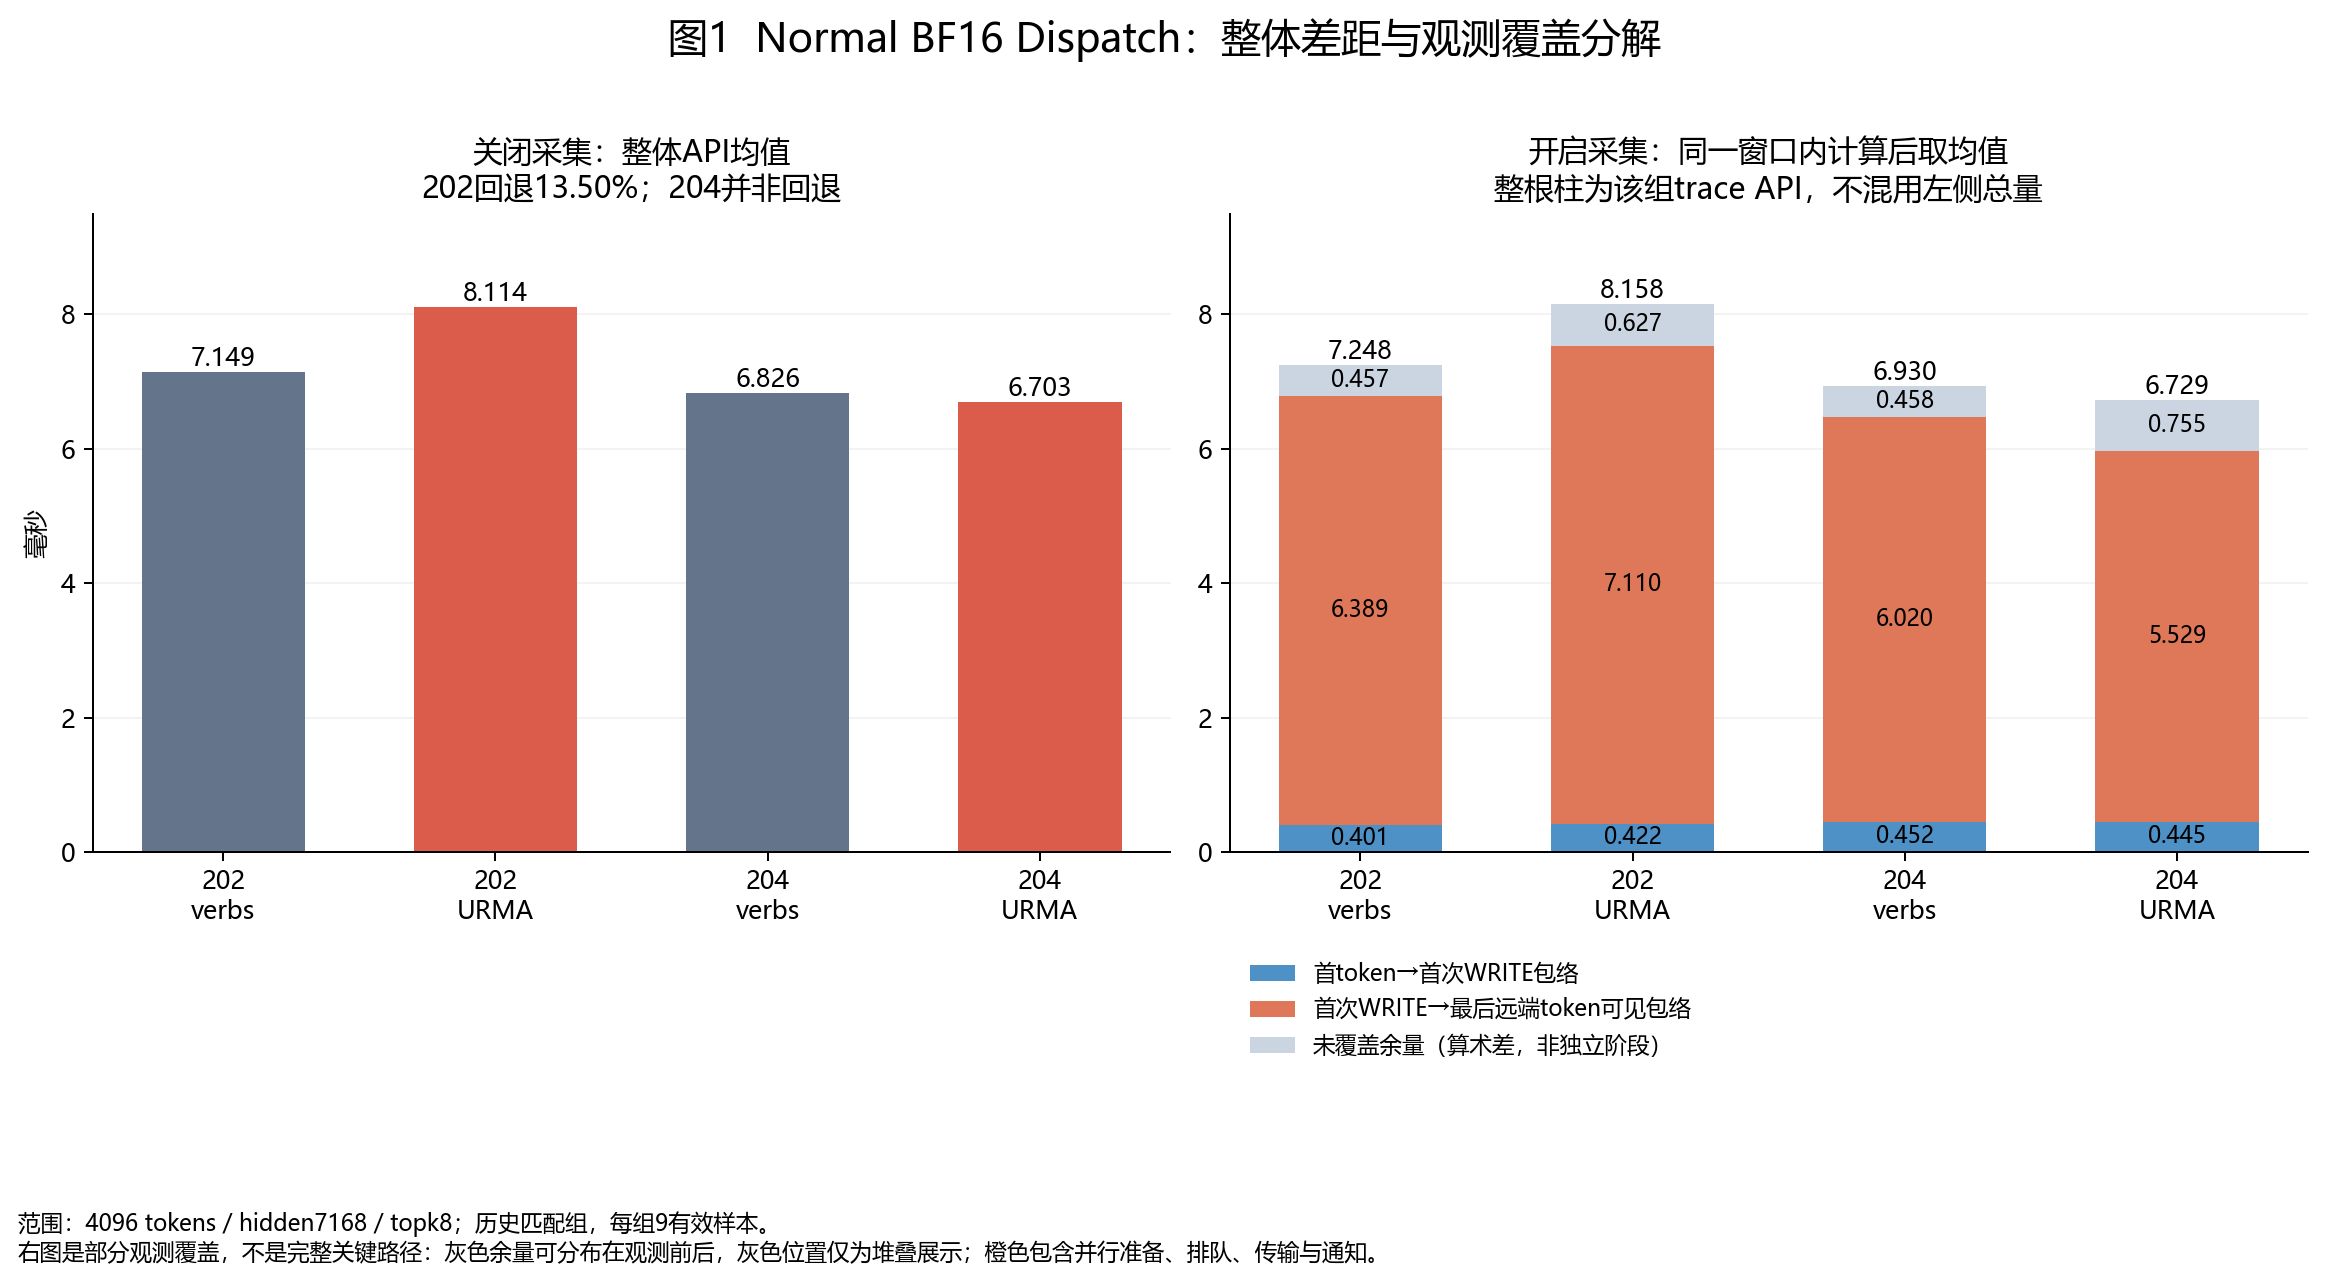 图1  Normal BF16 Dispatch：整体差距与观测覆盖分解
关闭采集：整体API均值
202回退13.50%；204并非回退
毫秒
8
6
4
2
0
7.149
8.114
6.826
6.703
202
verbs
202
URMA
204
verbs
204
URMA
开启采集：同一窗口内计算后取均值
整根柱为该组trace API，不混用左侧总量
8
6
4
2
0
7.248
0.457
6.389
0.401
8.158
0.627
7.110
0.422
6.930
0.458
6.020
0.452
6.729
0.755
5.529
0.445
202
verbs
202
URMA
204
verbs
204
URMA
首token→首次WRITE包络
首次WRITE→最后远端token可见包络
未覆盖余量（算术差，非独立阶段）
范围：4096 tokens / hidden7168 / topk8；历史匹配组，每组9有效样本。
右图是部分观测覆盖，不是完整关键路径：灰色余量可分布在观测前后，灰色位置仅为堆叠展示；橙色包含并行准备、排队、传输与通知。